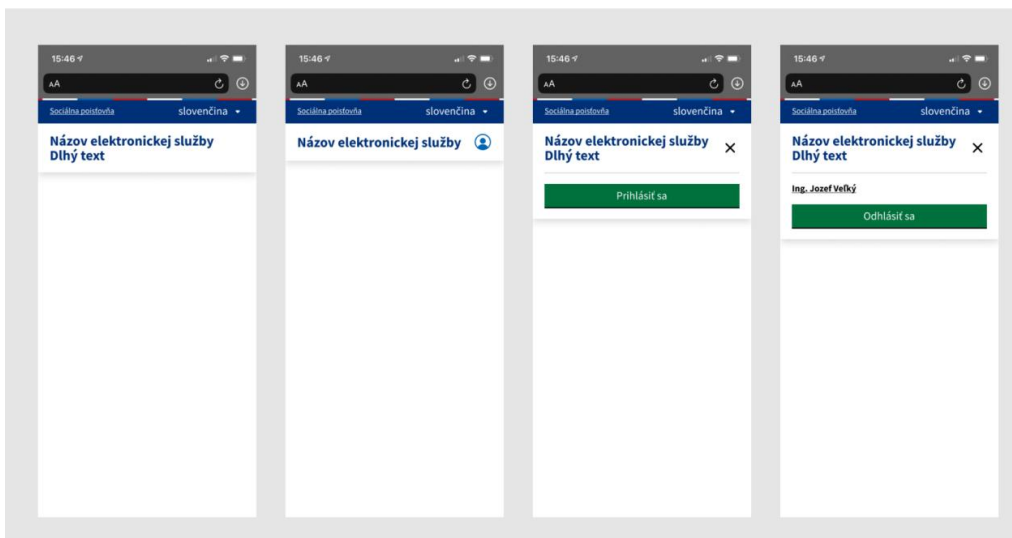 15:46
AA
Sociálna poisťovňa slovenčina
Názov elektronickej služby
Dlhý text
15:46
AA
Sociálna poisťovňa slovenčina
Názov elektronickej služby
15:46
AA
Sociálna poisťovňa slovenčina
Názov elektronickej služby
Dlhý text
Prihlásiť sa
15:46
AA
Sociálna poisťovňa slovenčina
Názov elektronickej služby
Dlhý text
Ing. Jozef Veľký
Odhlásiť sa